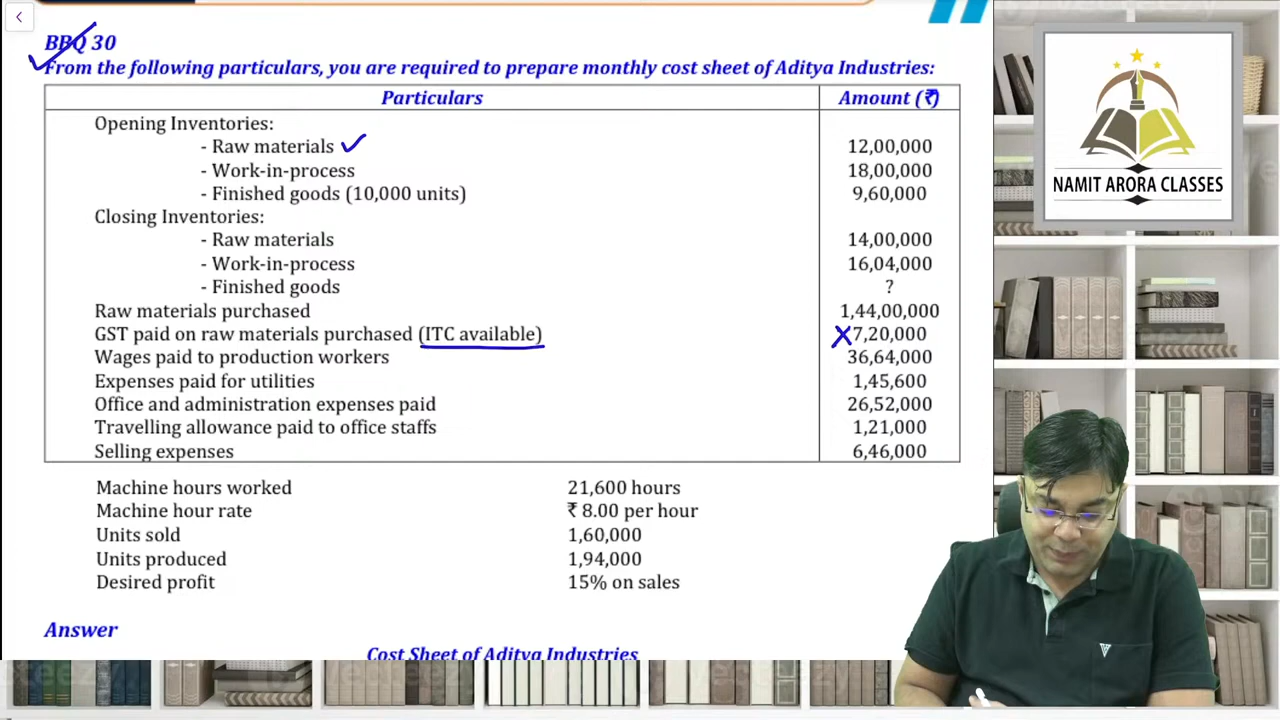 BBQ 30
From the following particulars, you are required to prepare monthly cost sheet of Aditya Industries:
Particulars Amount (₹)
Opening Inventories:
- Raw materials 12,00,000
- Work-in-process 18,00,000
- Finished goods (10,000 units) 9,60,000
Closing Inventories:
- Raw materials 14,00,000
- Work-in-process 16,04,000
- Finished goods ?
Raw materials purchased 1,44,00,000
GST paid on raw materials purchased (ITC available) 7,20,000
Wages paid to production workers 36,64,000
Expenses paid for utilities 1,45,600
Office and administration expenses paid 26,52,000
Travelling allowance paid to office staffs 1,21,000
Selling expenses 6,46,000
Machine hours worked 21,600 hours
Machine hour rate ₹ 8.00 per hour
Units sold 1,60,000
Units produced 1,94,000
Desired profit 15% on sales
Answer
Cost Sheet of Aditya Industries
NAMIT ARORA CLASSES